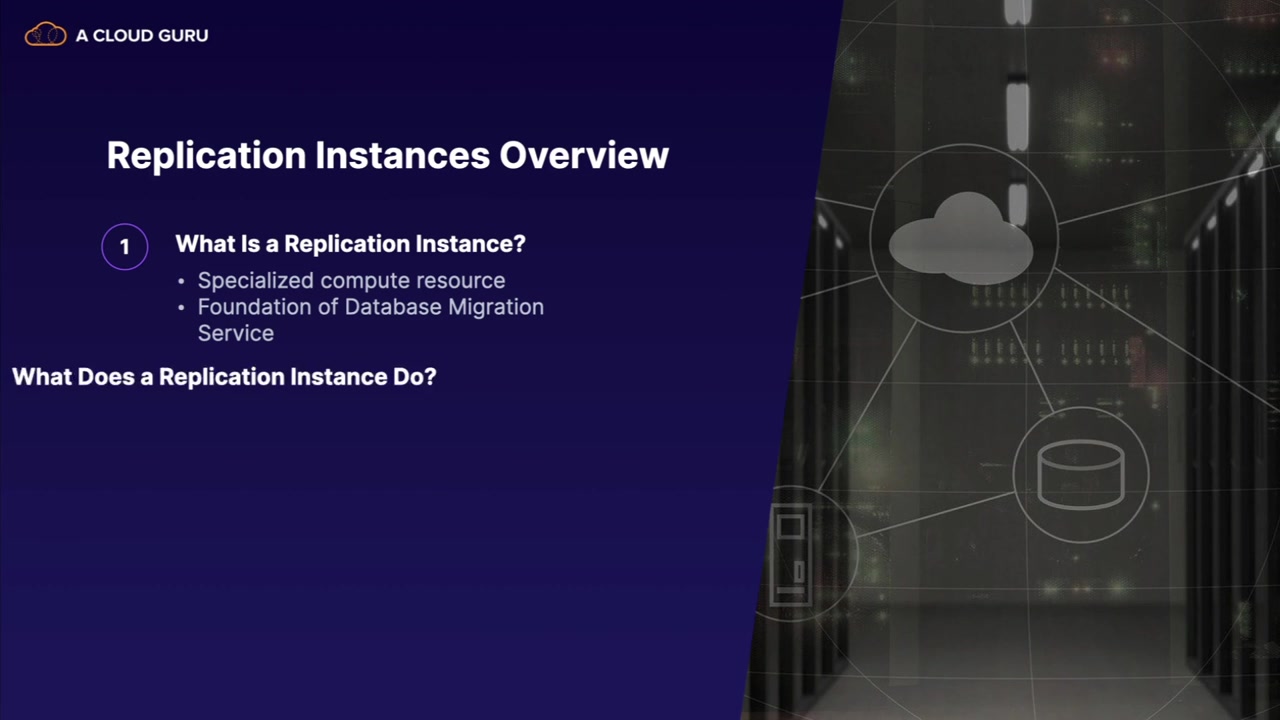 A CLOUD GURU
Replication Instances Overview
1 What Is a Replication Instance?
• Specialized compute resource
• Foundation of Database Migration
Service
What Does a Replication Instance Do?